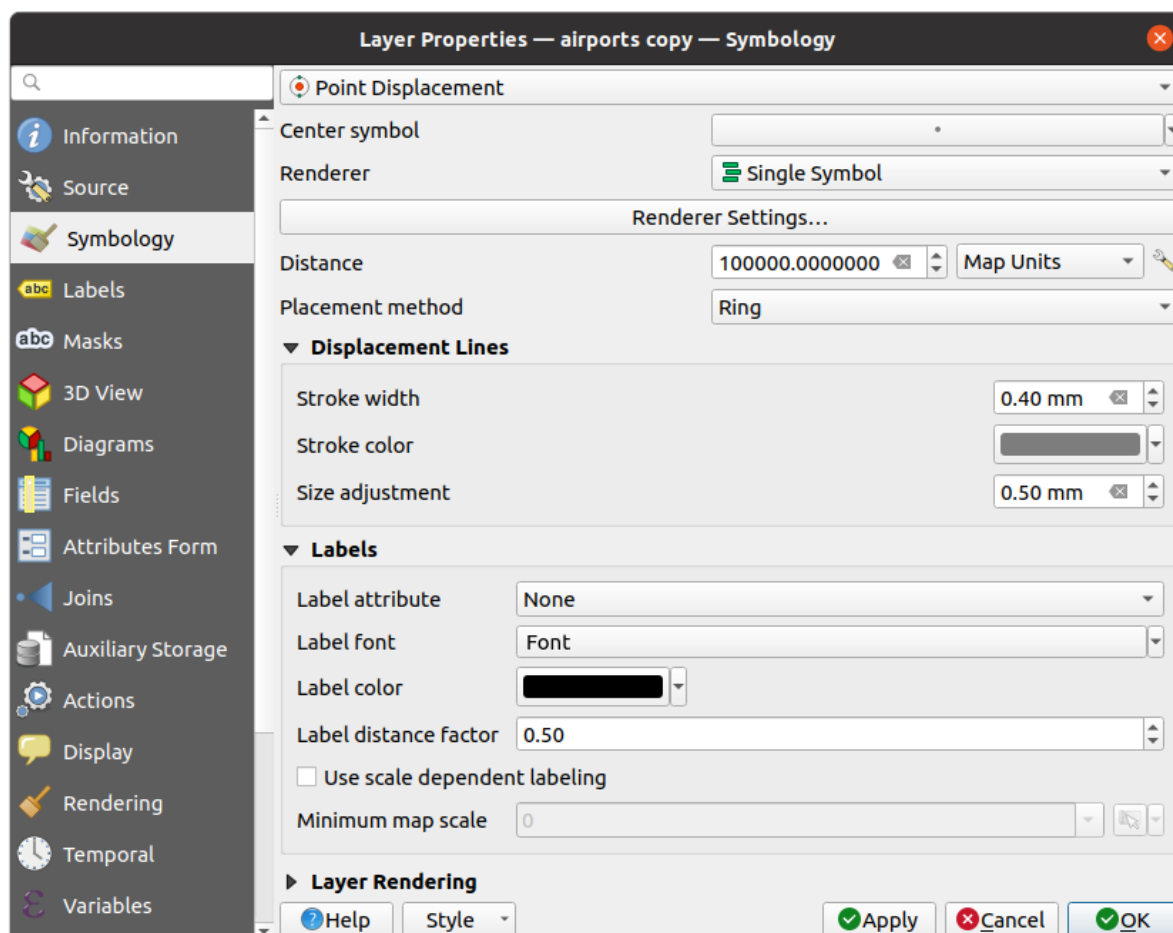 Layer Properties — airports copy — Symbology
Point Displacement
Information
Center symbol
Source
Renderer
Single Symbol
Renderer Settings...
Symbology
Distance
100000.0000000
Map Units
abc
Labels
Placement method
Ring
abc
Masks
Displacement Lines
3D View
Stroke width
0.40 mm
Diagrams
Stroke color
Fields
Size adjustment
0.50 mm
Attributes Form
Labels
Joins
Label attribute
None
Auxiliary Storage
Label font
Font
Actions
Label color
Display
Label distance factor
0.50
Use scale dependent labeling
Rendering
Minimum map scale
0
Temporal
Layer Rendering
ε
Variables
Help
Style
Apply
Cancel
OK